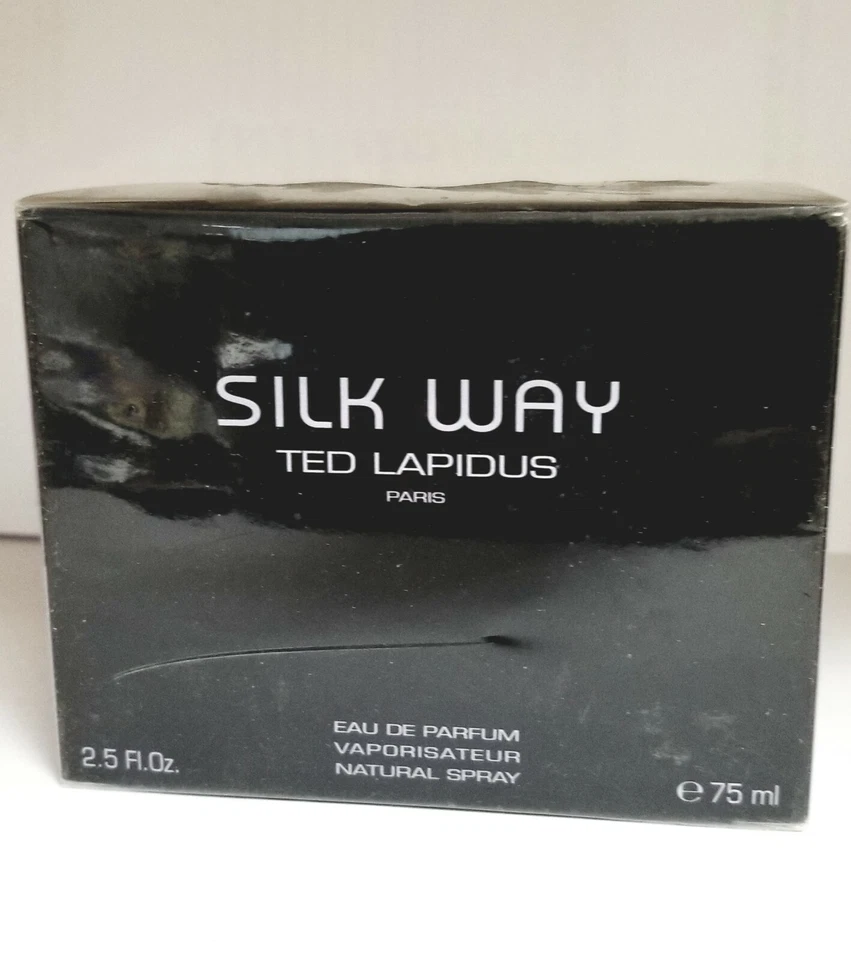 SILK WAY
TED LAPIDUS
PARIS
EAU DE PARFUM
VAPORISATEUR
NATURAL SPRAY
2.5 Fl.Oz.
℮ 75 ml